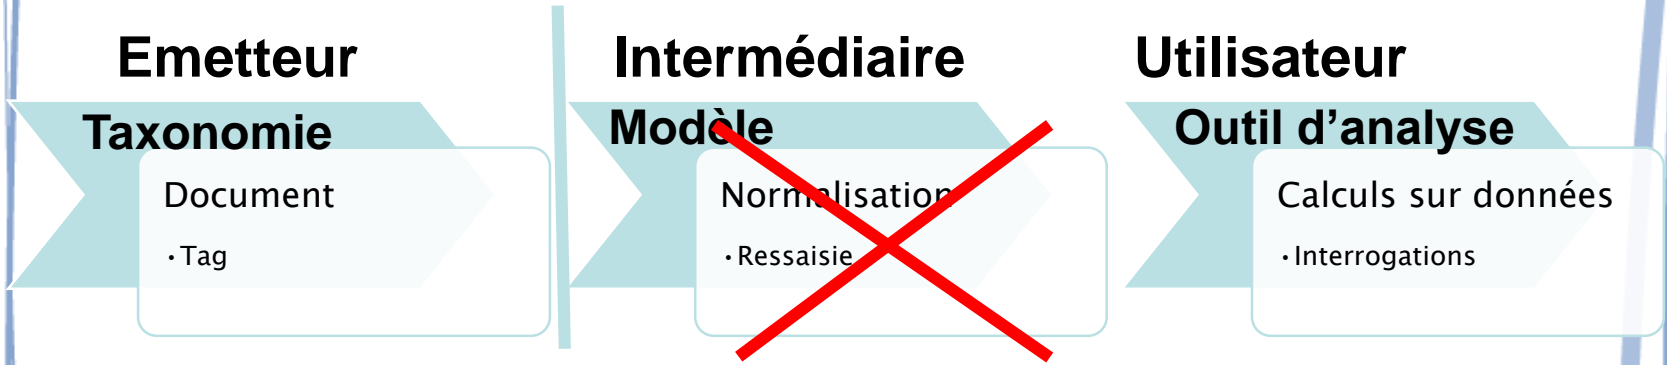 Emetteur
Taxonomie
Document
•Tag
Intermédiaire
Modèle
Normalisation
•Ressaisie
Utilisateur
Outil d’analyse
Calculs sur données
•Interrogations